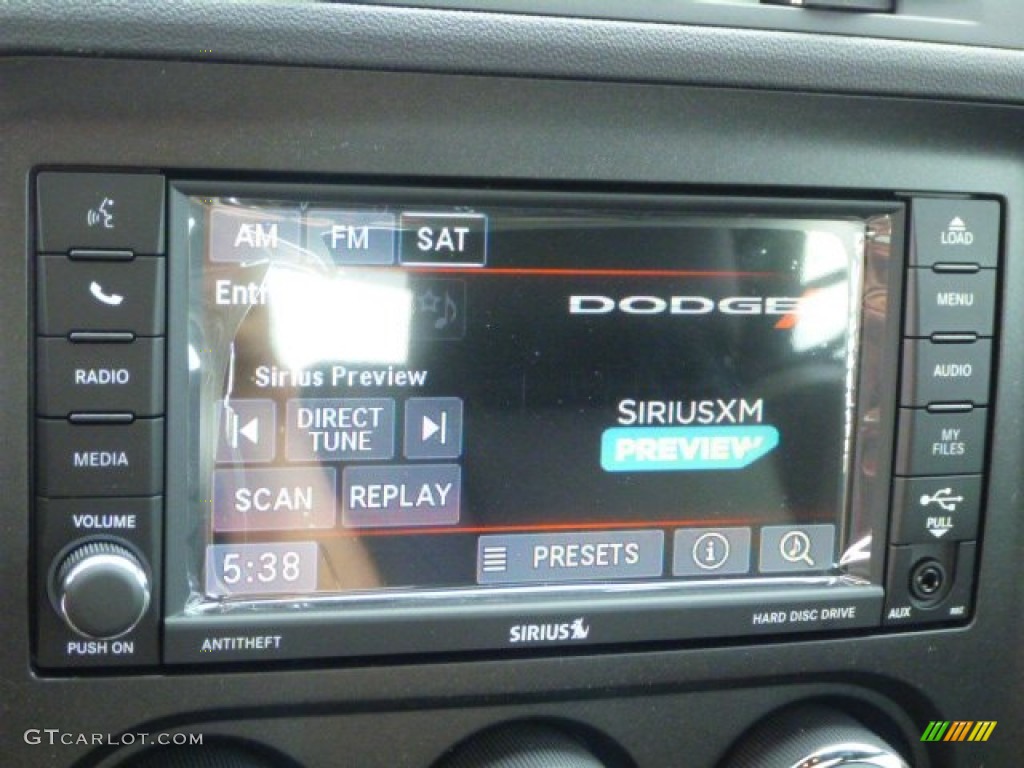 AM FM SAT
DODGE
Sirius Preview
DIRECT
TUNE
SCAN REPLAY
SIRIUSXM
PREVIEW
5:38
PRESETS
RADIO
MEDIA
VOLUME
PUSH ON
LOAD
MENU
AUDIO
MY
FILES
PULL
AUX
ANTITHEFT
SIRIUS
HARD DISC DRIVE
GTCARLOT.COM